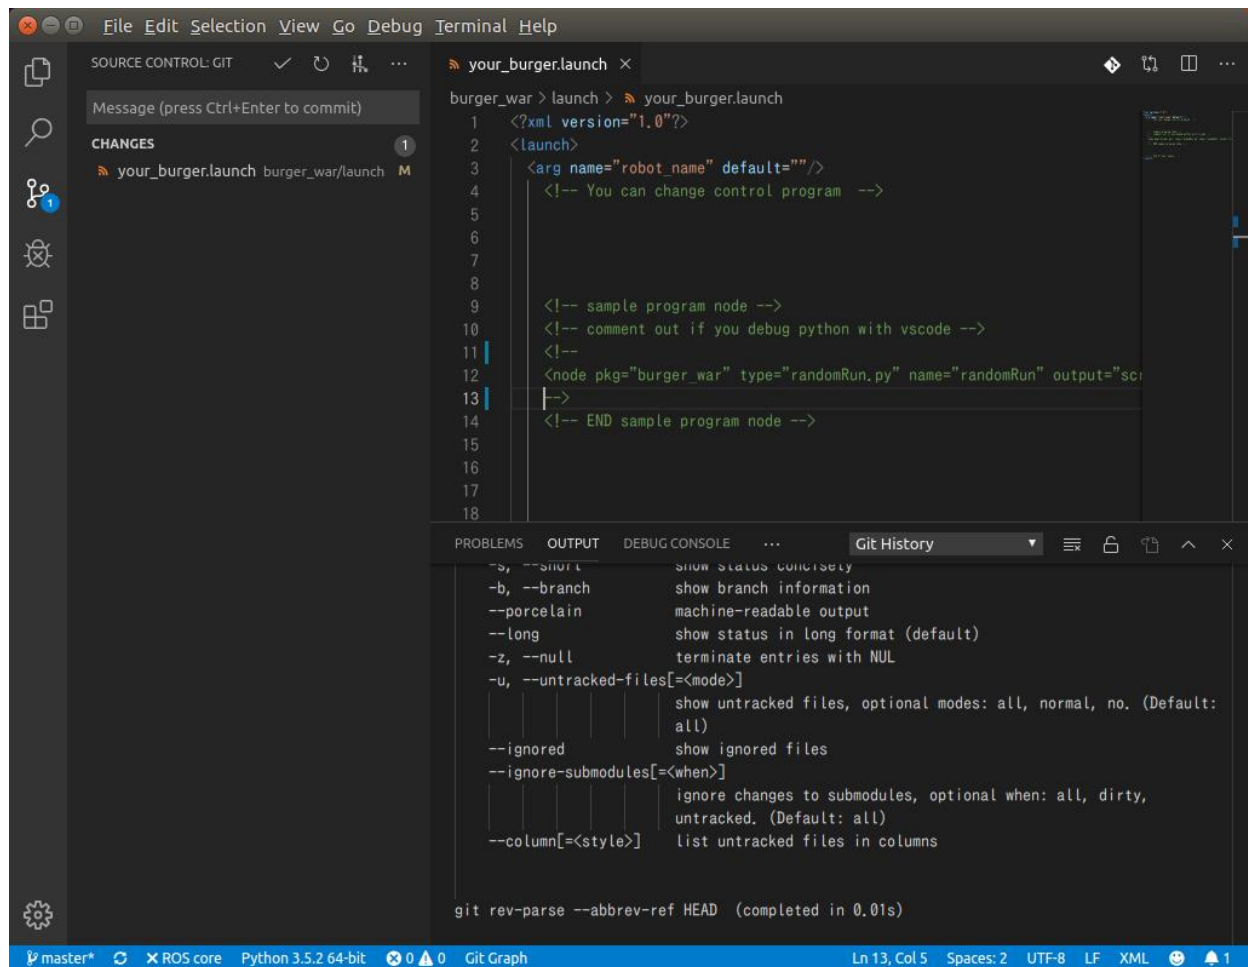 File Edit Selection View Go Debug Terminal Help
SOURCE CONTROL: GIT
Message (press Ctrl+Enter to commit)
CHANGES 1
your_burger.launch burger_war/launch M
1
your_burger.launch ×
burger_war > launch > your_burger.launch
1 <?xml version="1.0"?>
2 <launch>
3 <arg name="robot_name" default=""/>
4 <!-- You can change control program -->
5
6
7
8
9 <!-- sample program node -->
10 <!-- comment out if you debug python with vscode -->
11 <!--
12 <node pkg="burger_war" type="randomRun.py" name="randomRun" output="scr
13 -->
14 <!-- END sample program node -->
15
16
17
18
PROBLEMS OUTPUT DEBUG CONSOLE ... Git History
-s, --short show status concisely
-b, --branch show branch information
--porcelain machine-readable output
--long show status in long format (default)
-z, --null terminate entries with NUL
-u, --untracked-files[=<mode>]
show untracked files, optional modes: all, normal, no. (Default:
all)
--ignored show ignored files
--ignore-submodules[=<when>]
ignore changes to submodules, optional when: all, dirty,
untracked. (Default: all)
--column[=<style>] list untracked files in columns
git rev-parse --abbrev-ref HEAD (completed in 0.01s)
master* ROS core Python 3.5.2 64-bit 0 0 Git Graph Ln 13, Col 5 Spaces: 2 UTF-8 LF XML 1